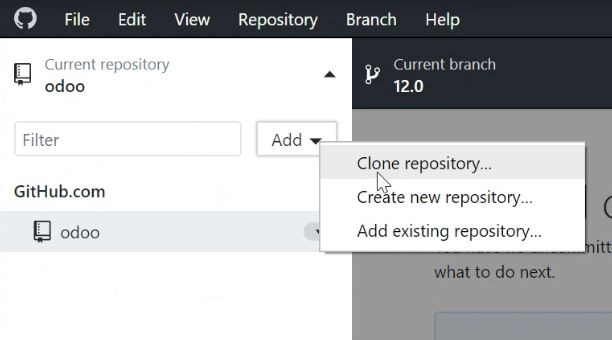 File Edit View Repository Branch Help
Current repository
odoo
Current branch
12.0
Filter
Add
Clone repository...
Create new repository...
Add existing repository...
GitHub.com
odoo
what to do next.